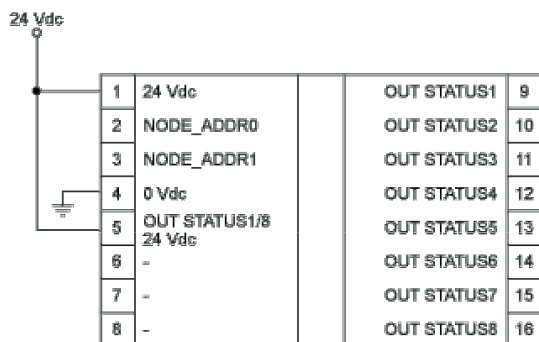 24 Vdc
1 24 Vdc OUT STATUS1 9
2 NODE_ADDR0 OUT STATUS2 10
3 NODE_ADDR1 OUT STATUS3 11
4 0 Vdc OUT STATUS4 12
5 OUT STATUS1/8 OUT STATUS5 13
24 Vdc
6 - OUT STATUS6 14
7 - OUT STATUS7 15
8 - OUT STATUS8 16